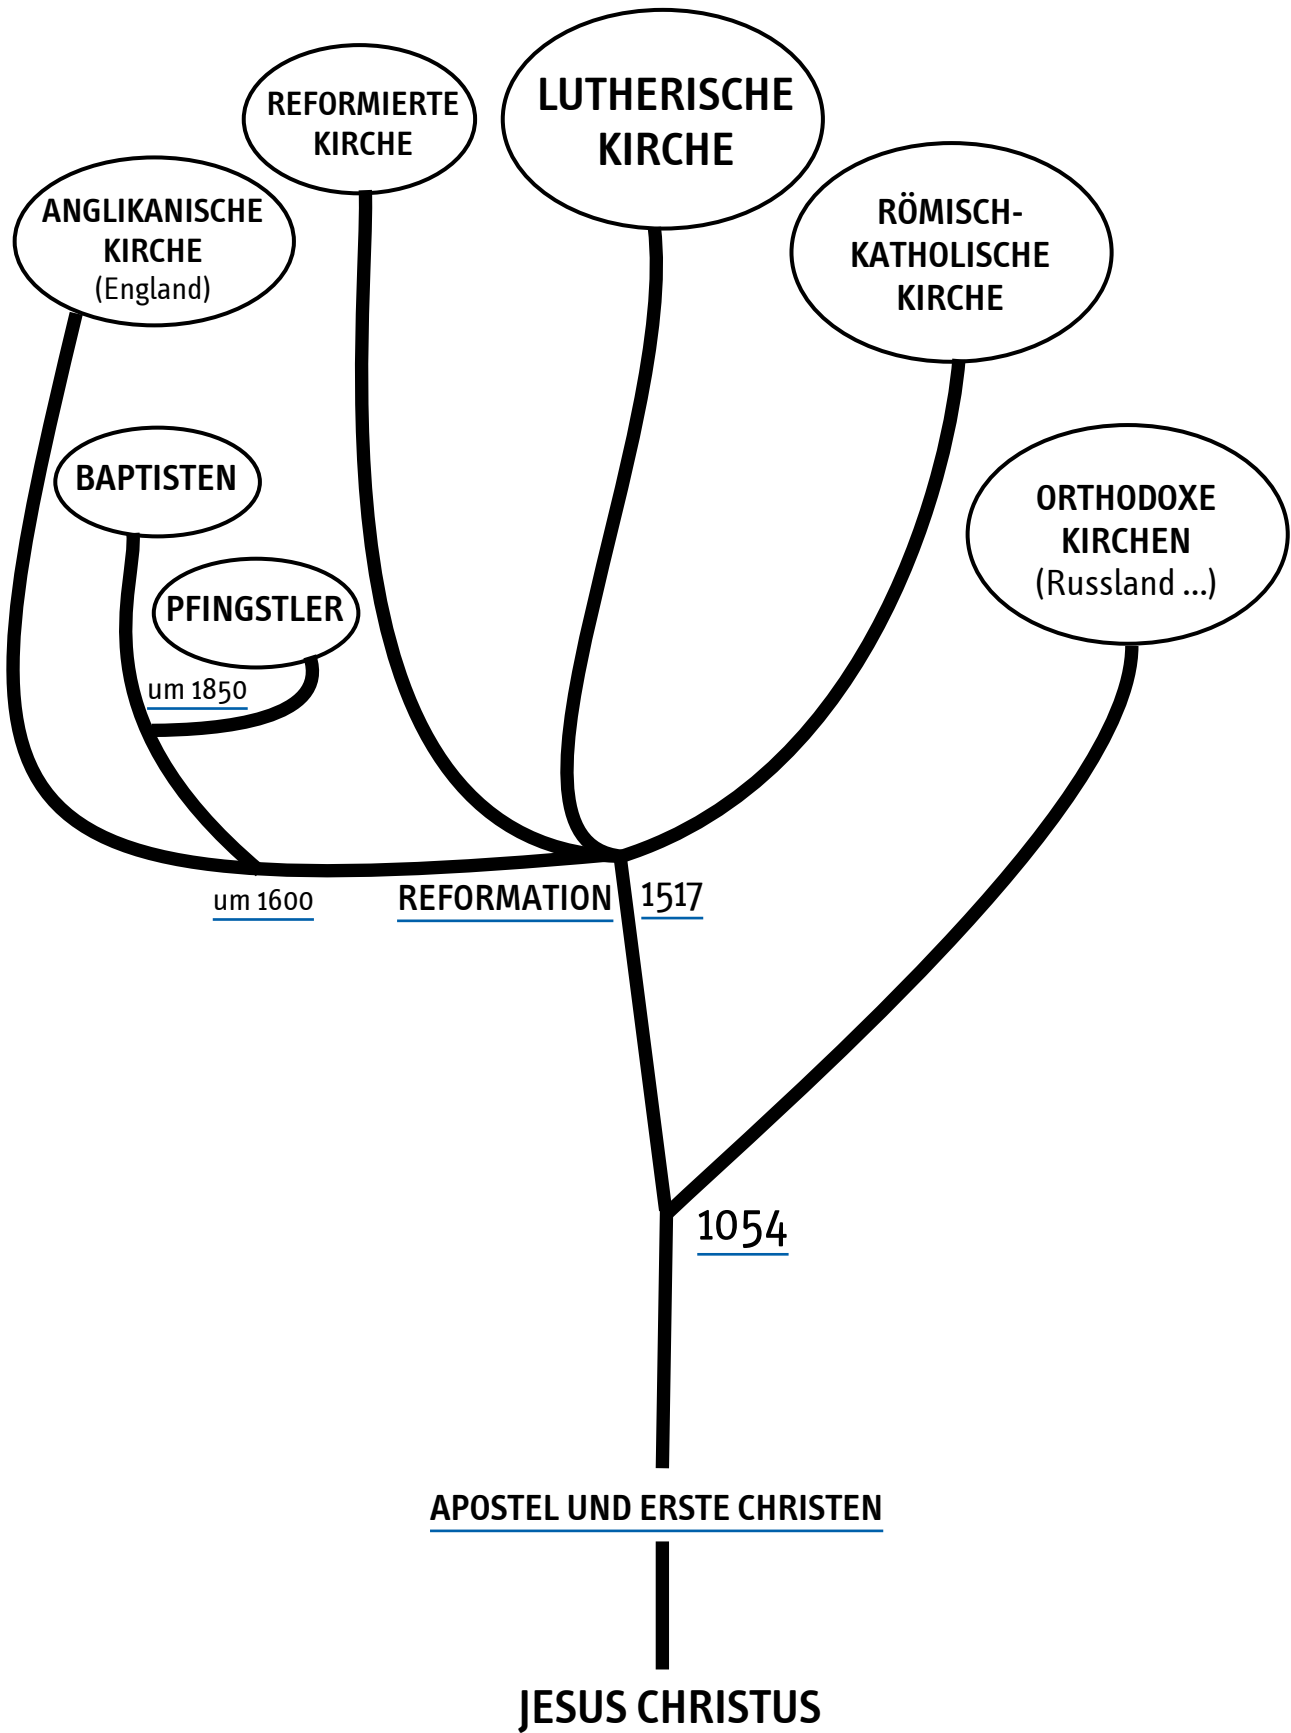 LUTHERISCHE
KIRCHE
REFORMIERTE
KIRCHE
ANGLIKANISCHE
KIRCHE
(England)
RÖMISCH-
KATHOLISCHE
KIRCHE
BAPTISTEN
ORTHODOXE
KIRCHEN
(Russland ...)
PFINGSTLER
um 1850
um 1600
REFORMATION
1517
1054
APOSTEL UND ERSTE CHRISTEN
JESUS CHRISTUS